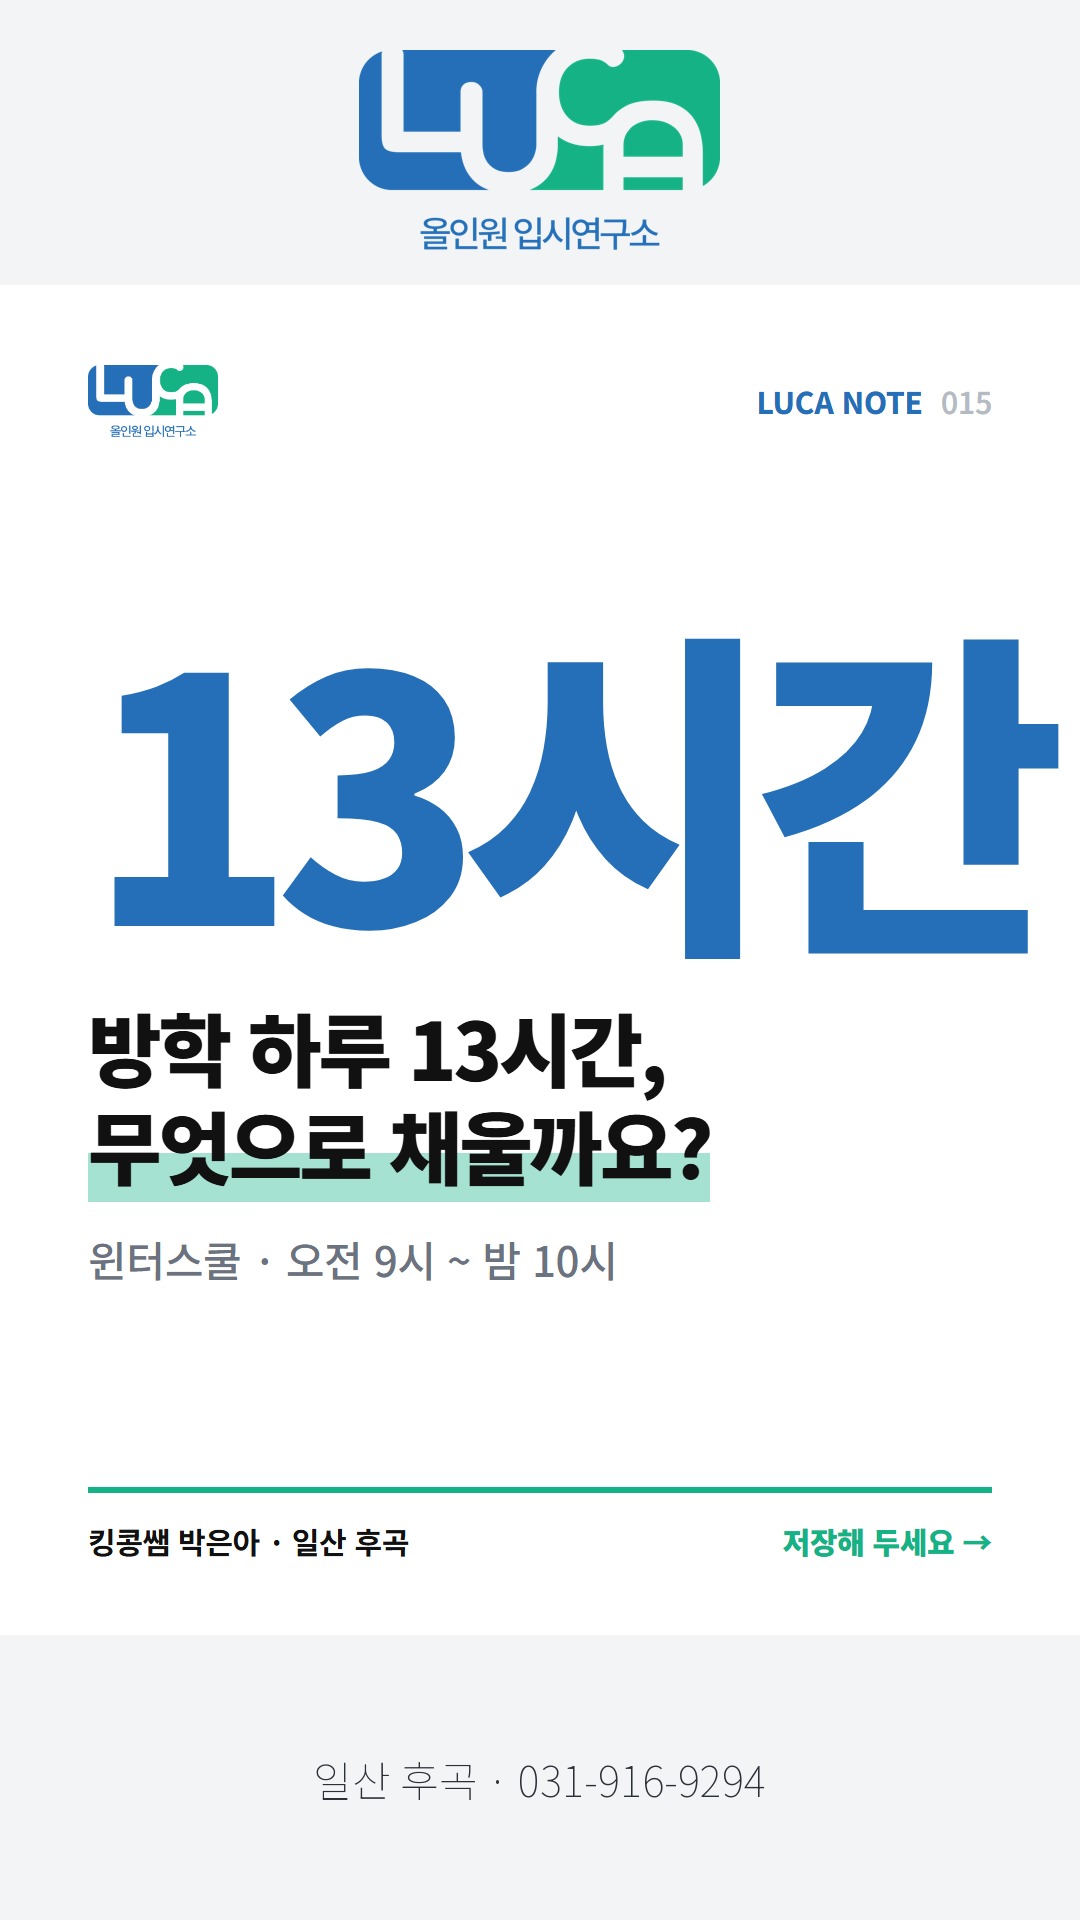 LUCA
올인원 입시연구소
LUCA
올인원 입시연구소
LUCA NOTE 015
13시간
방학 하루 13시간,
무엇으로 채울까요?
윈터스쿨 · 오전 9시 ~ 밤 10시
킹콩쌤 박은아 · 일산 후곡
저장해 두세요 →
일산 후곡 · 031-916-9294